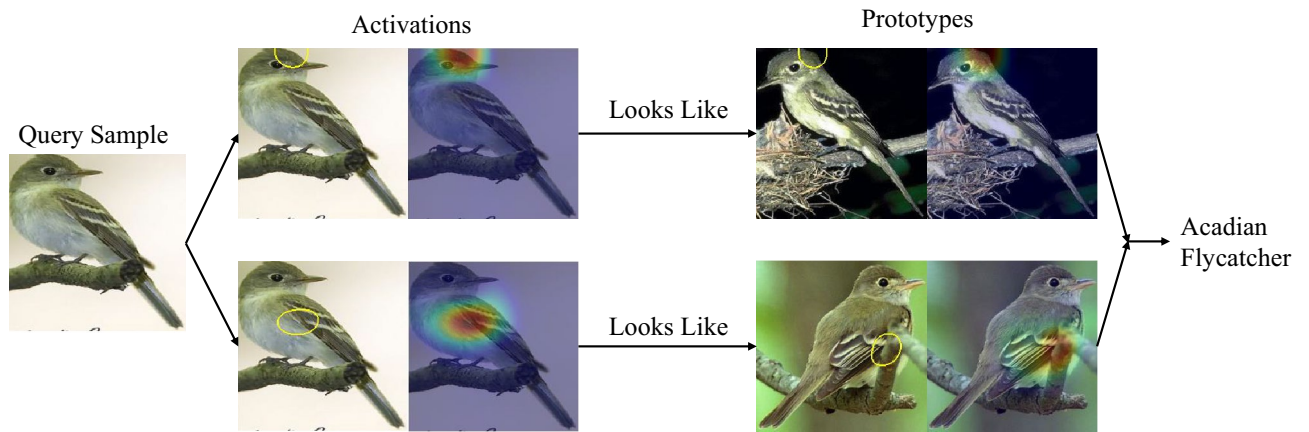 Activations
Prototypes
Query Sample
Looks Like
Looks Like
Acadian
Flycatcher